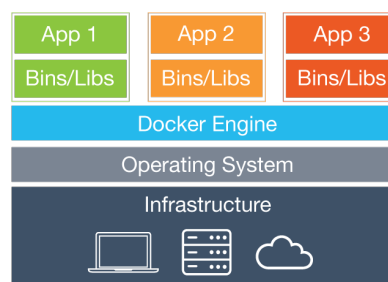 App 1
App 2
App 3
Bins/Libs
Bins/Libs
Bins/Libs
Docker Engine
Operating System
Infrastructure